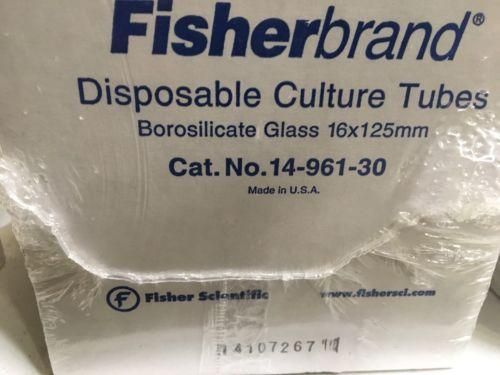 Fisherbrand®
Disposable Culture Tubes
Borosilicate Glass 16x125mm
Cat. No. 14-961-30
Made in U.S.A.
f Fisher Scientific
www.fishersci.com
4107267